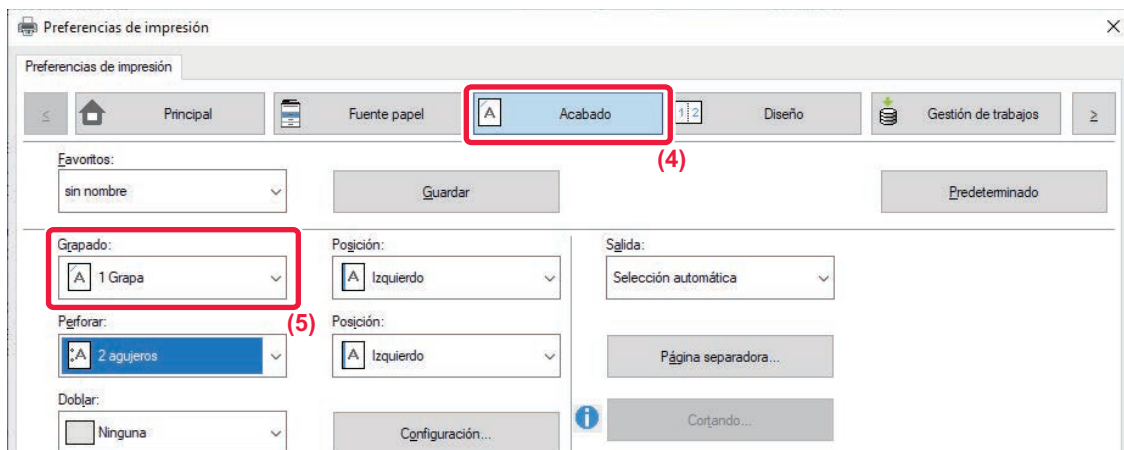 Preferencias de impresión
Preferencias de impresión
≤ Principal Fuente papel A Acabado 1 2 Diseño Gestión de trabajos ≥
(4)
Favoritos:
sin nombre Guardar Predeterminado
Grapado: Posición: Salida:
A 1 Grapa A Izquierdo Selección automática
(5)
Perforar: Posición:
A 2 agujeros A Izquierdo Página separadora...
Doblar:
Ninguna Configuración... i Cortando...